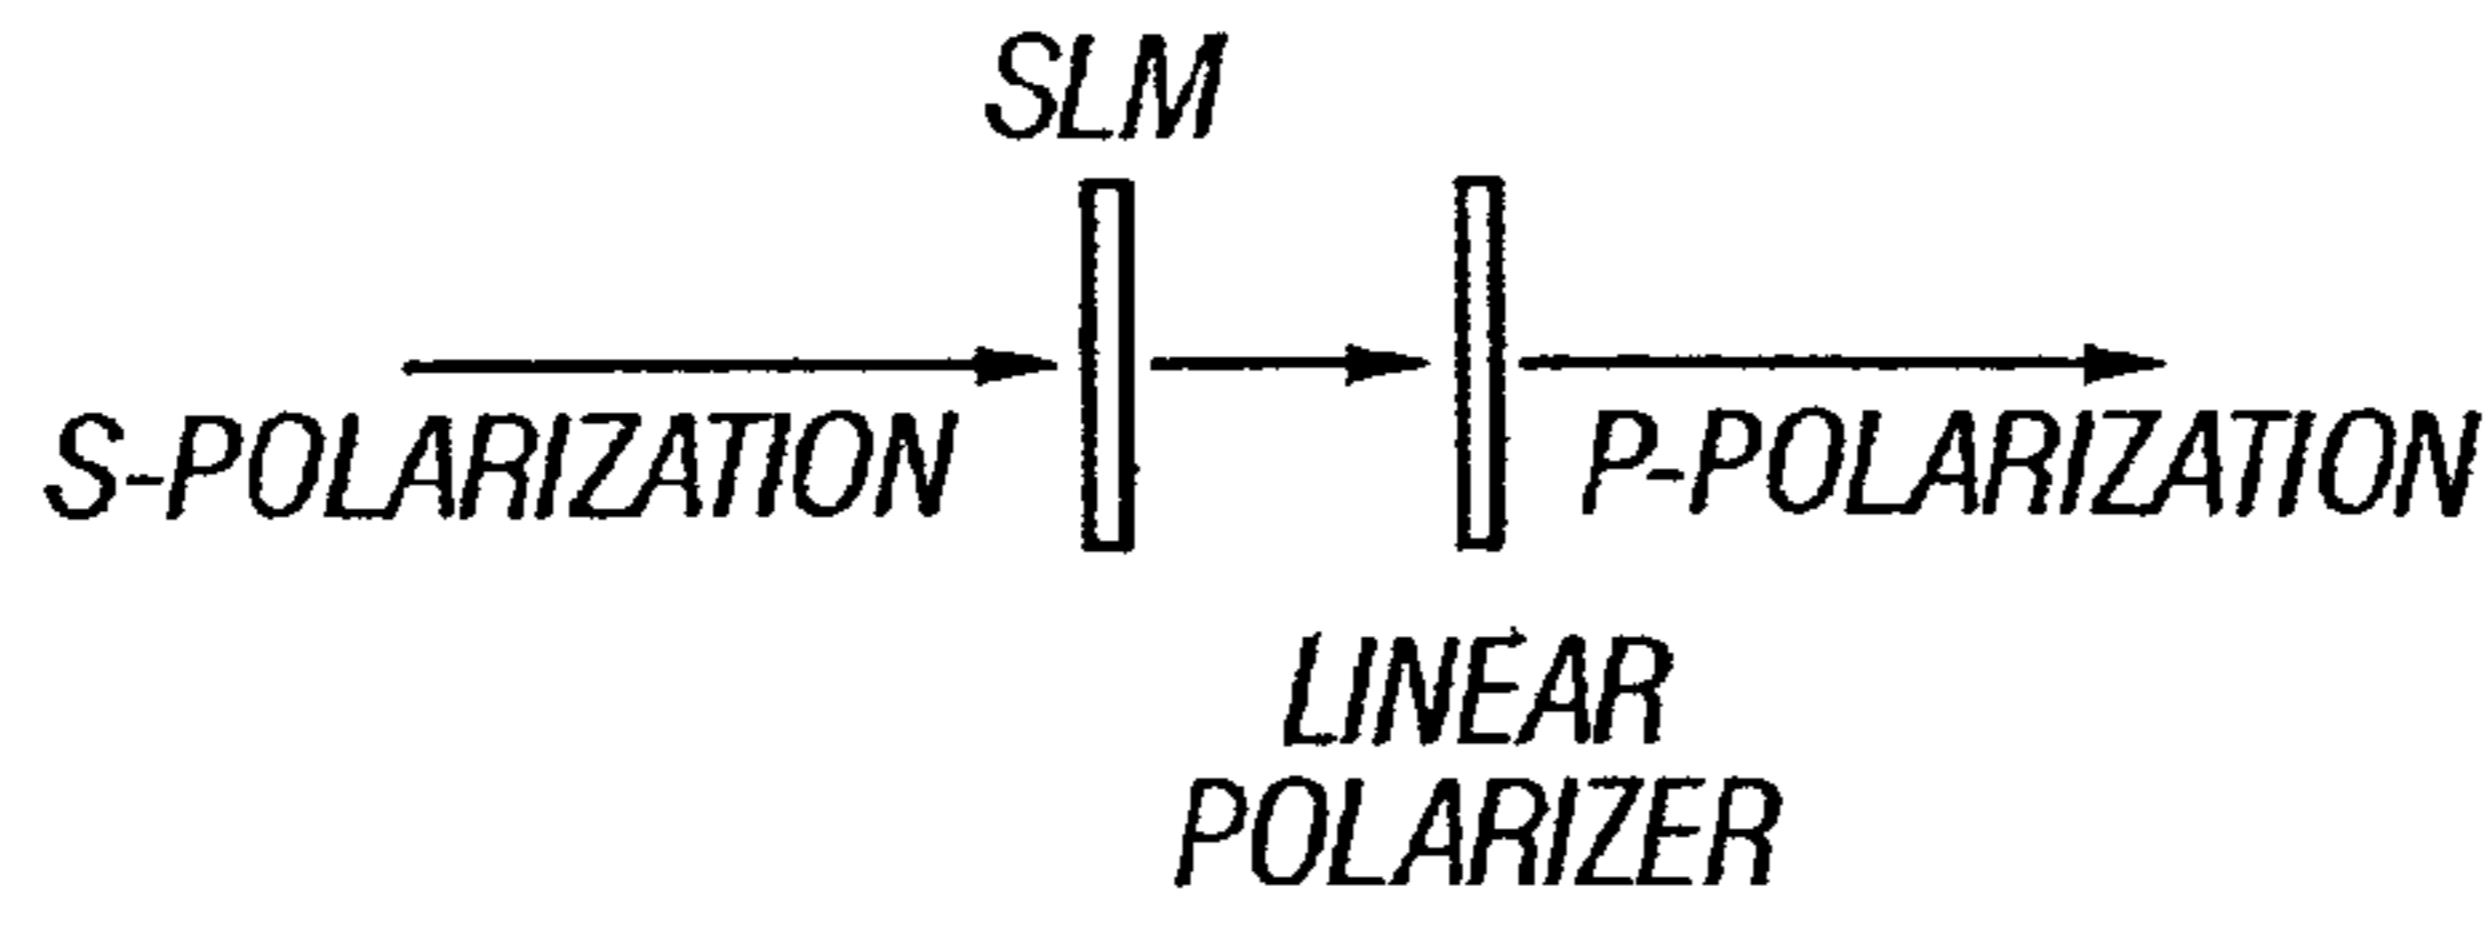 SLM
S-POLARIZATION
P-POLARIZATION
LINEAR
POLARIZER